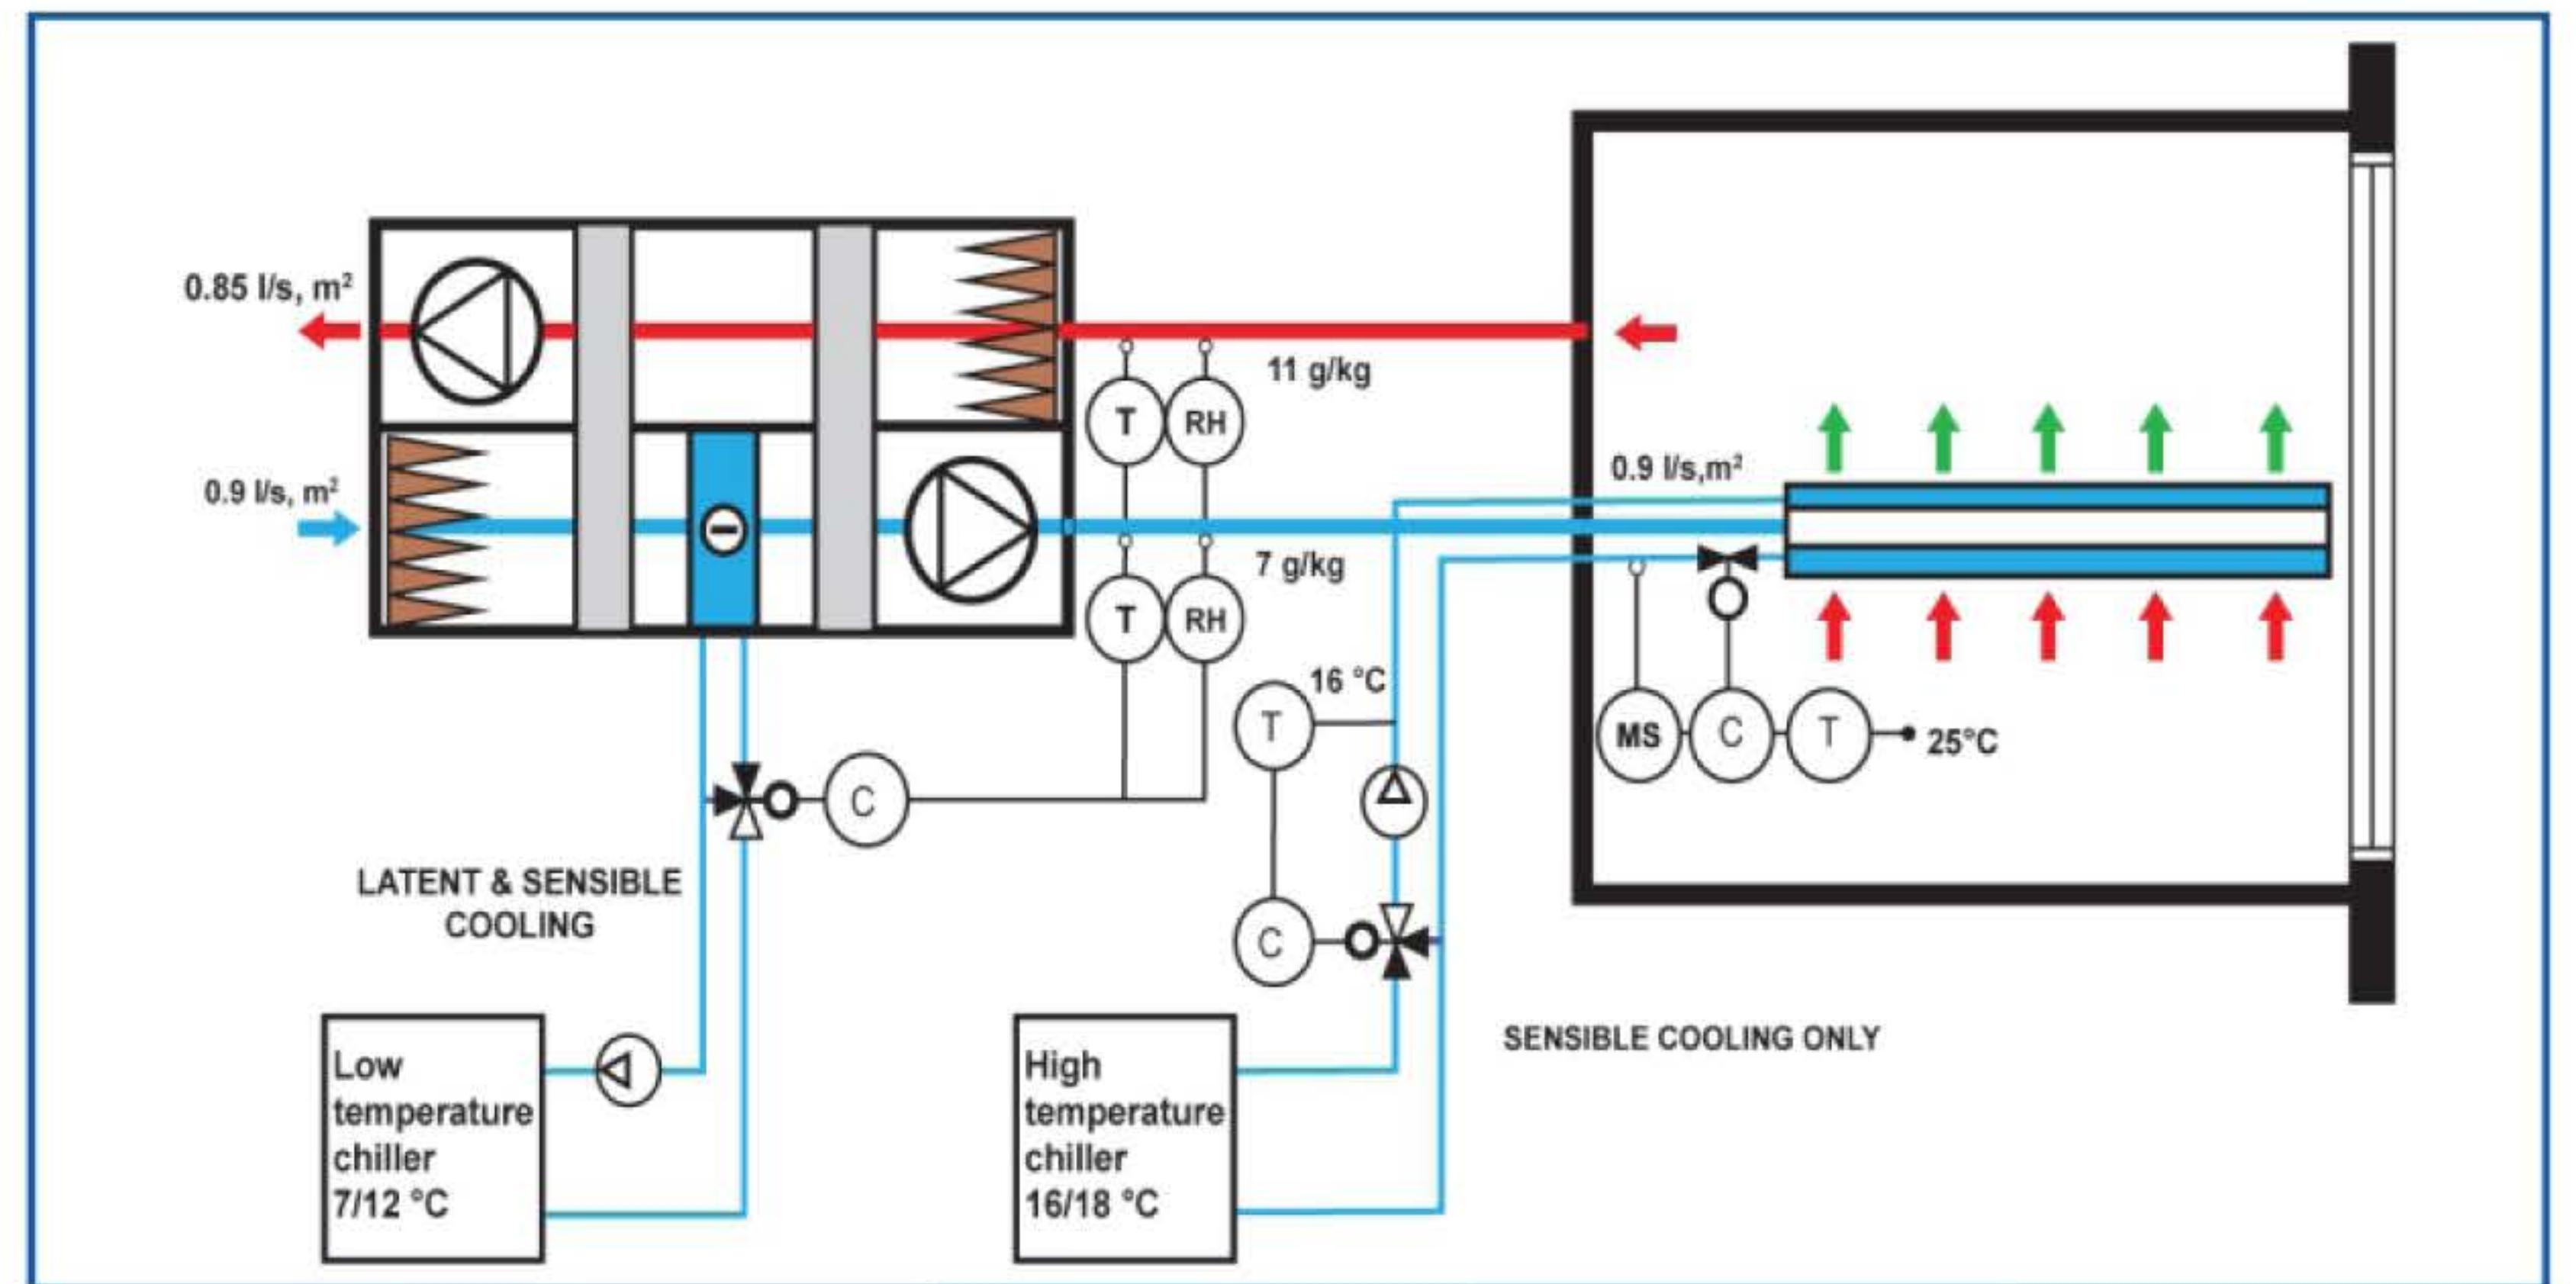 0.85 l/s, m²
11 g/kg
T
RH
0.9 l/s,m²
0.9 l/s, m²
7 g/kg
T
RH
16 °C
T
MS
C
T
25°C
C
LATENT & SENSIBLE
COOLING
C
SENSIBLE COOLING ONLY
Low
temperature
chiller
7/12 °C
High
temperature
chiller
16/18 °C